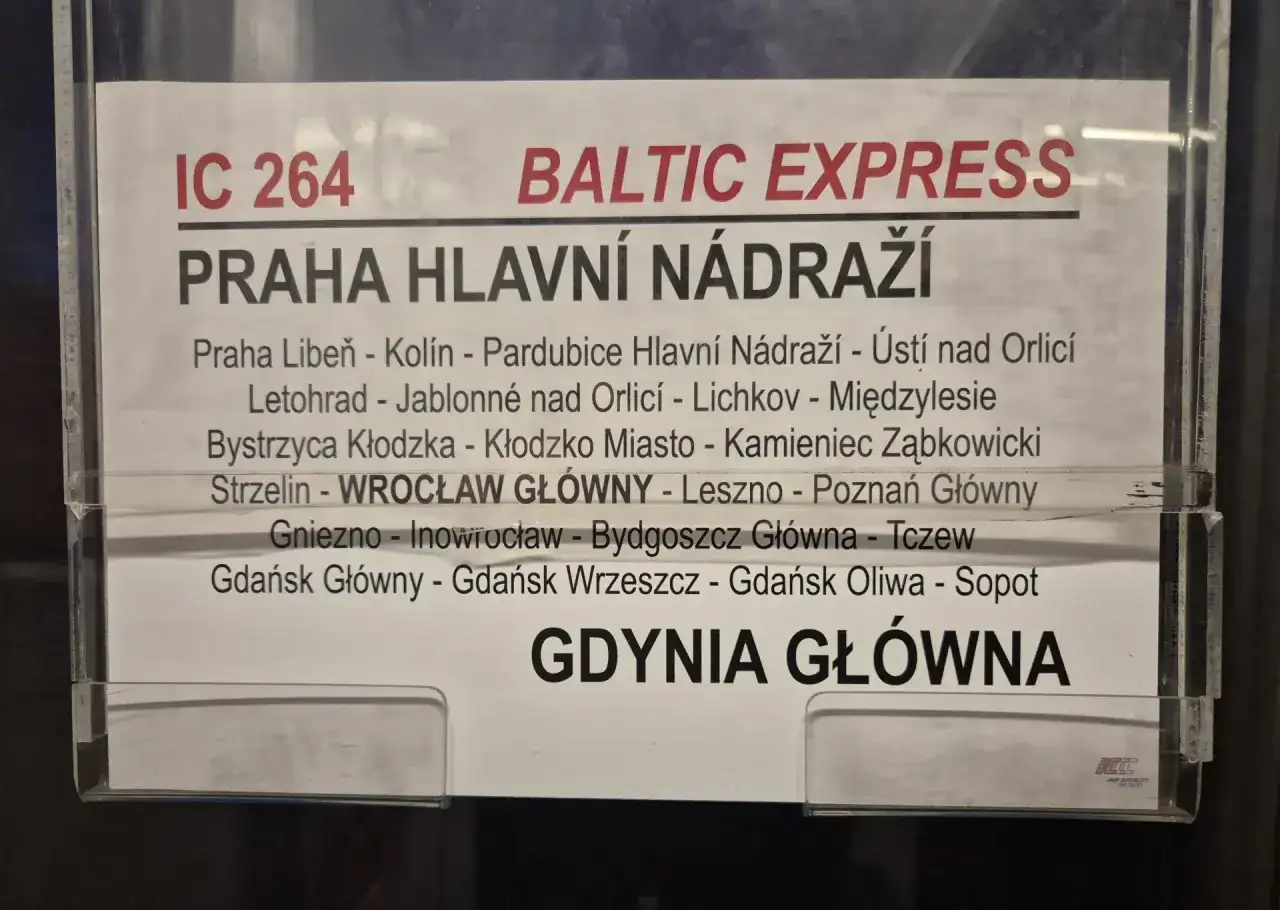 IC 264 BALTIC EXPRESS
PRAHA HLAVNÍ NÁDRAŽÍ
Praha Libeň - Kolín - Pardubice Hlavní Nádraží - Ústí nad Orlicí
Letohrad - Jablonné nad Orlicí - Lichkov - Międzylesie
Bystrzyca Kłodzka - Kłodzko Miasto - Kamieniec Ząbkowicki
Strzelin - WROCŁAW GŁÓWNY - Leszno - Poznań Główny
Gniezno - Inowrocław - Bydgoszcz Główna - Tczew
Gdańsk Główny - Gdańsk Wrzeszcz - Gdańsk Oliwa - Sopot
GDYNIA GŁÓWNA